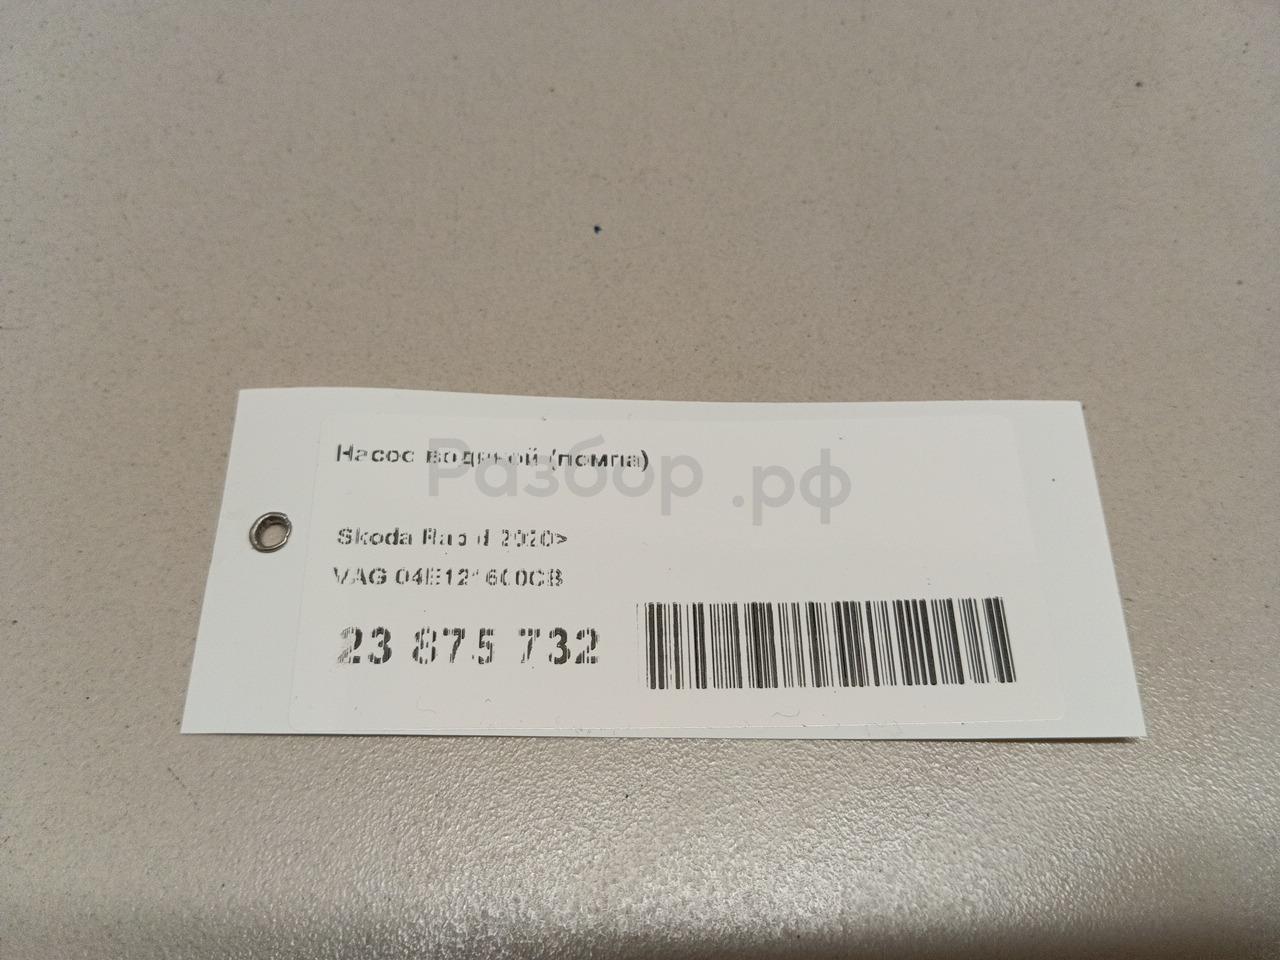 Насос водяной (помпа)
Разбор.рф
Skoda Rapid 2020>
VAG 04E121600CB
23 875 732